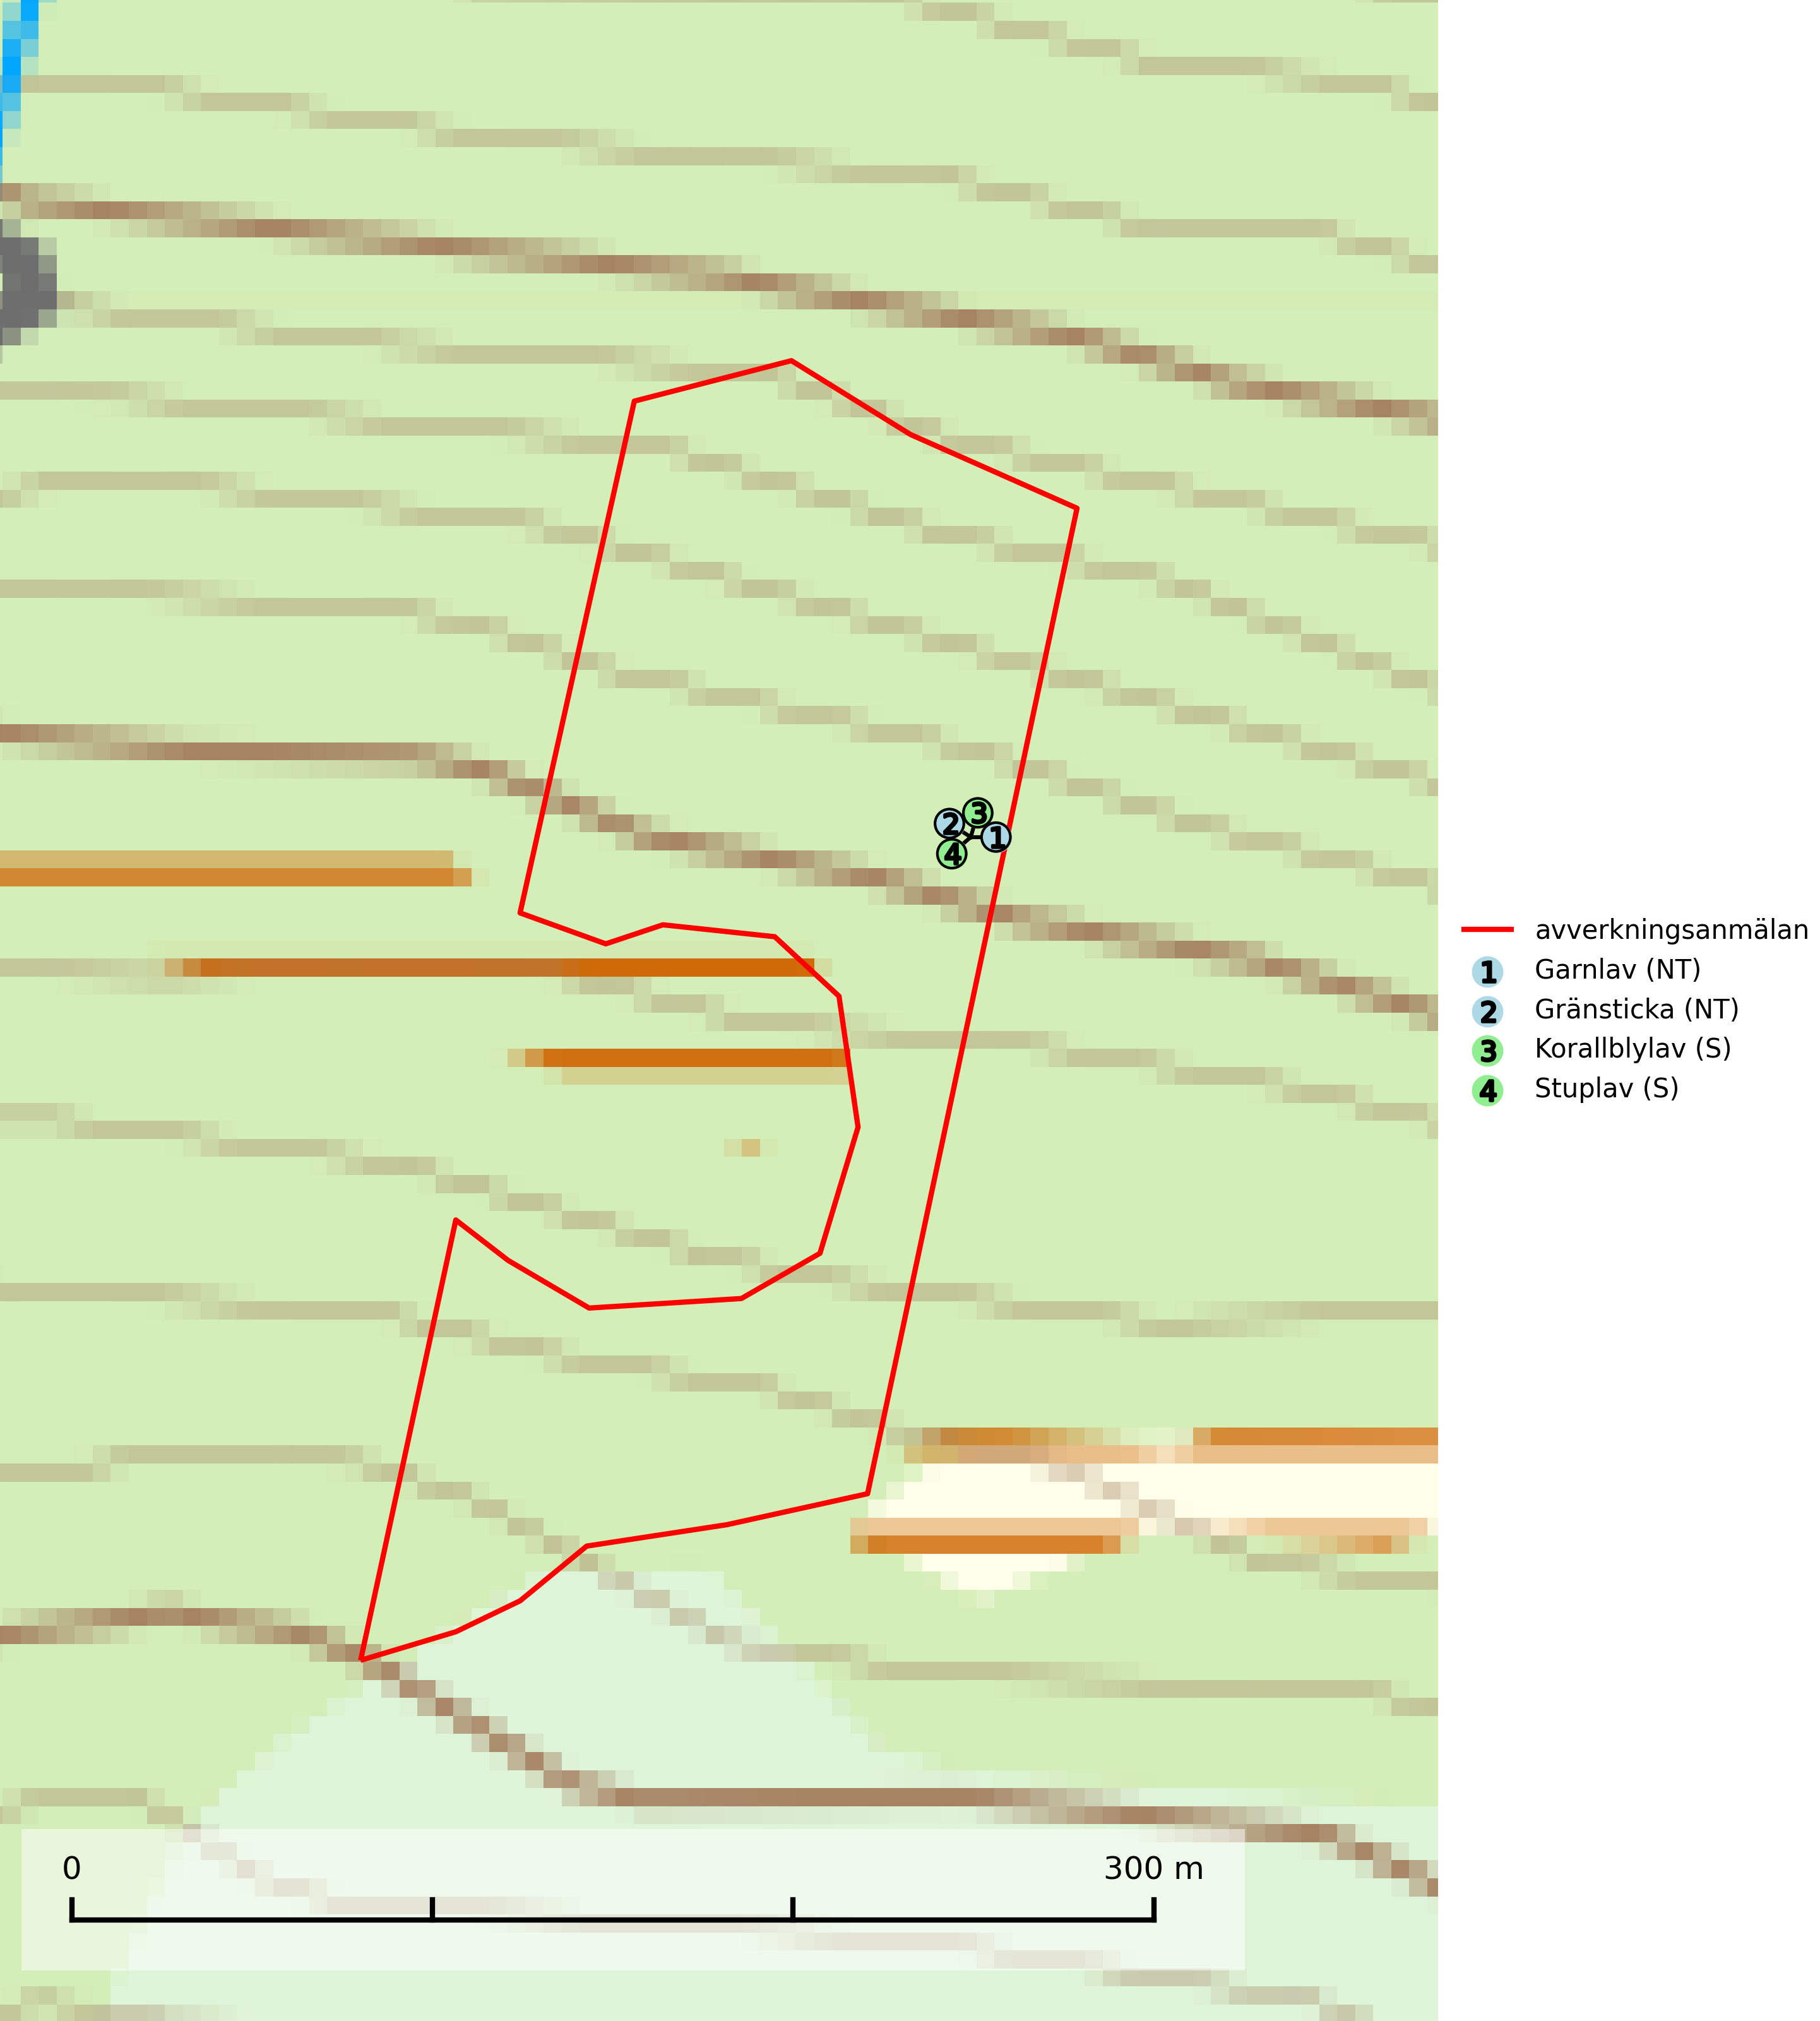 3
2
1
4
avverkningsanmälan
1 Garnlav (NT)
2 Gränsticka (NT)
3 Korallblylav (S)
4 Stuplav (S)
0 300 m